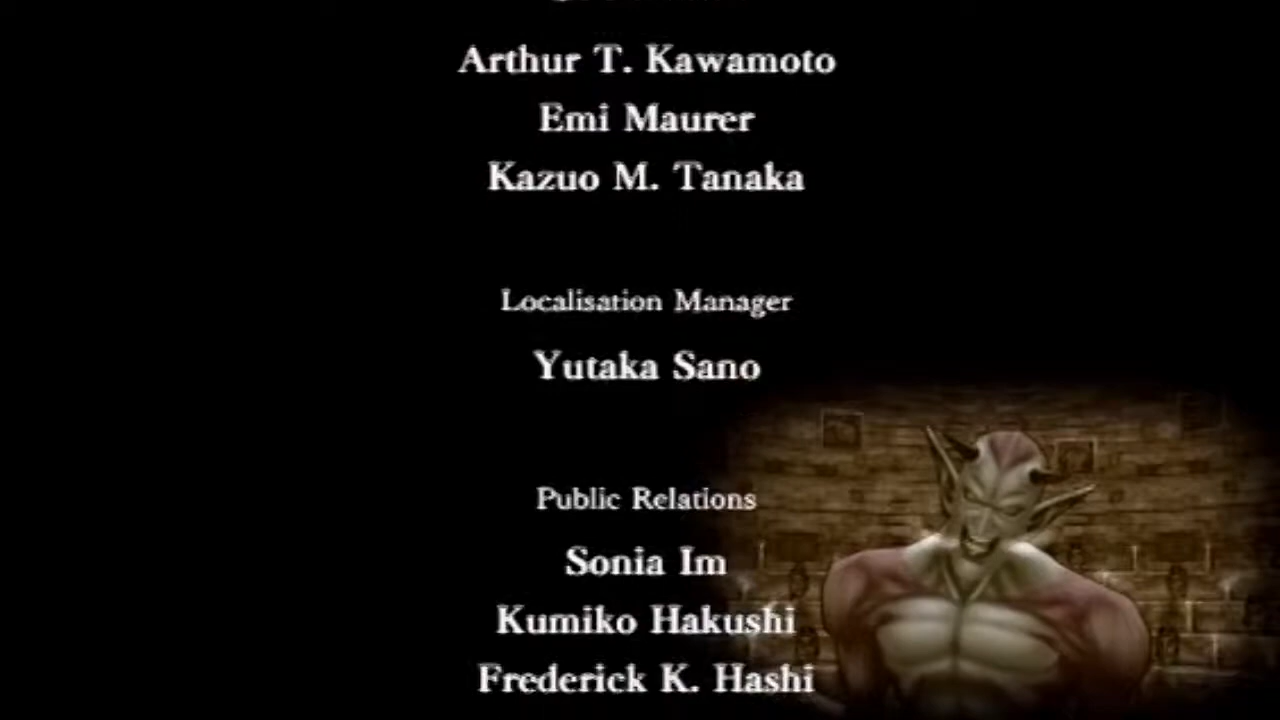 Arthur T. Kawamoto
Emi Maurer
Kazuo M. Tanaka
Localisation Manager
Yutaka Sano
Public Relations
Sonia Im
Kumiko Hakushi
Frederick K. Hashi